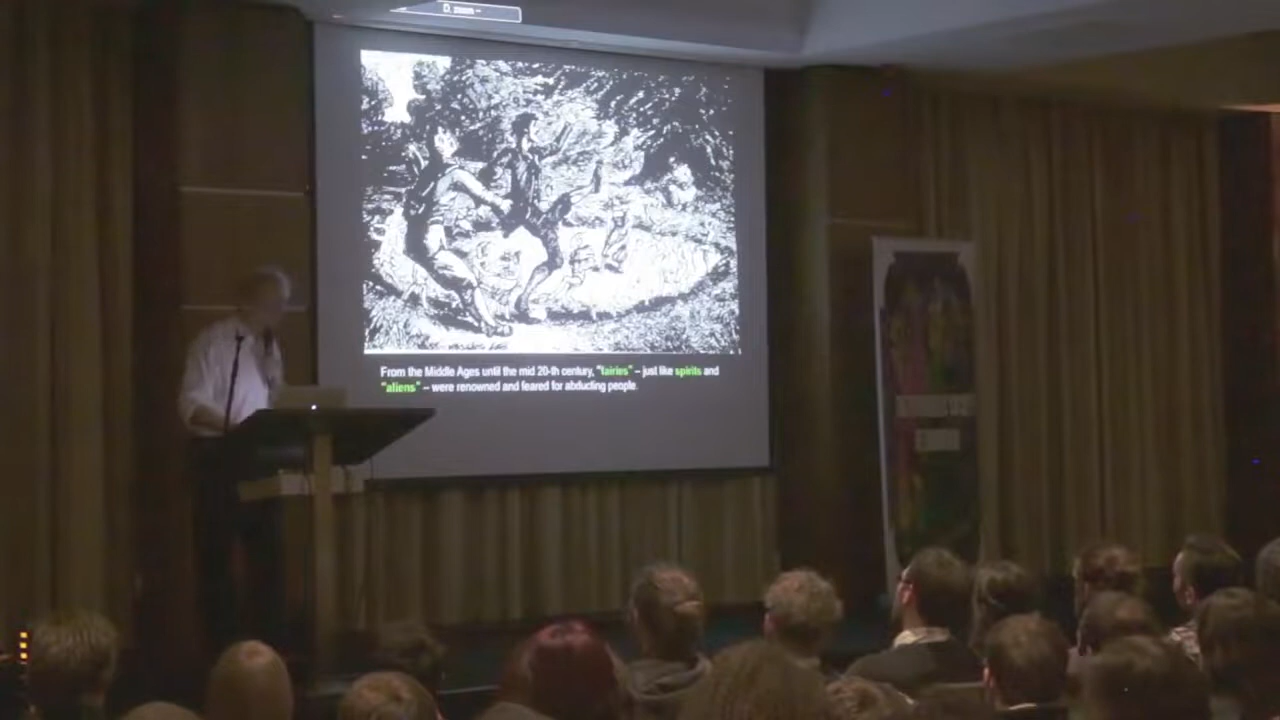 From the Middle Ages until the mid 20-th century, "fairies" – just like spirits and
"aliens" – were renowned and feared for abducting people.